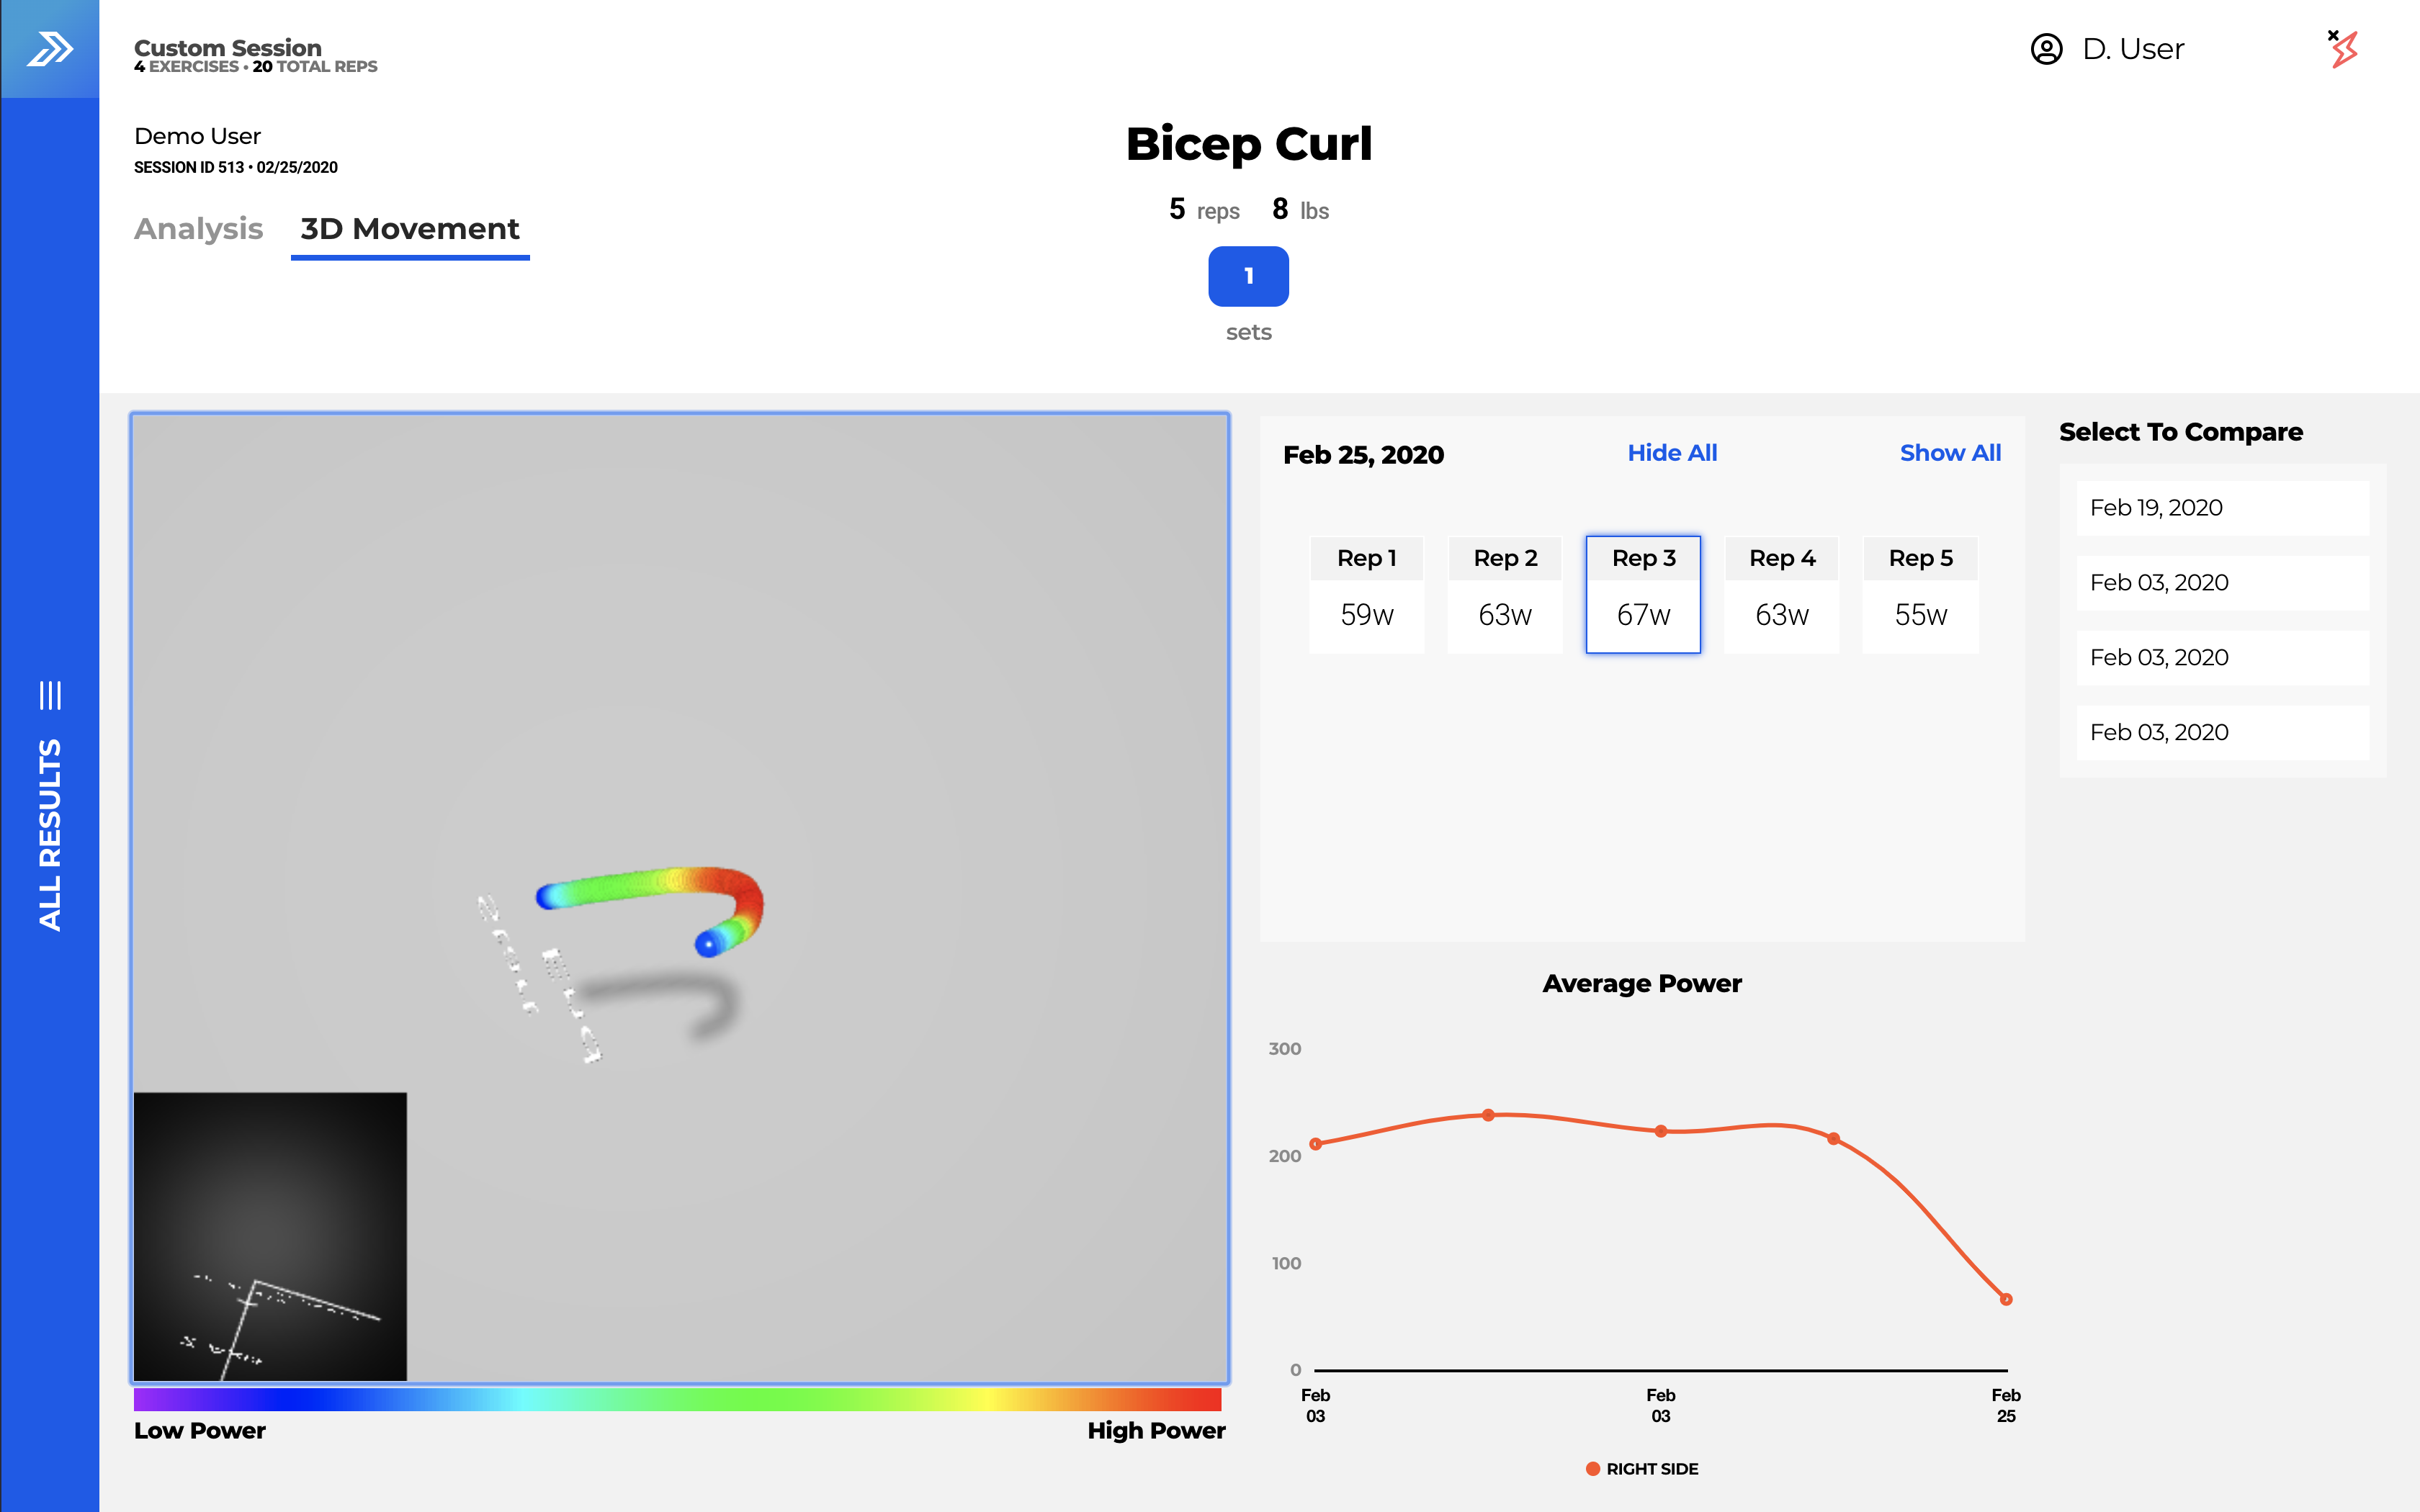 Custom Session
4 EXERCISES • 20 TOTAL REPS
D. User
Demo User
SESSION ID 513 • 02/25/2020
Analysis
3D Movement
Bicep Curl
5 reps 8 lbs
1
sets
ALL RESULTS
Low Power
High Power
Feb 25, 2020
Hide All
Show All
Rep 1
59w
Rep 2
63w
Rep 3
67w
Rep 4
63w
Rep 5
55w
Select To Compare
Feb 19, 2020
Feb 03, 2020
Feb 03, 2020
Feb 03, 2020
Average Power
300
200
100
0
Feb
03
Feb
03
Feb
25
RIGHT SIDE